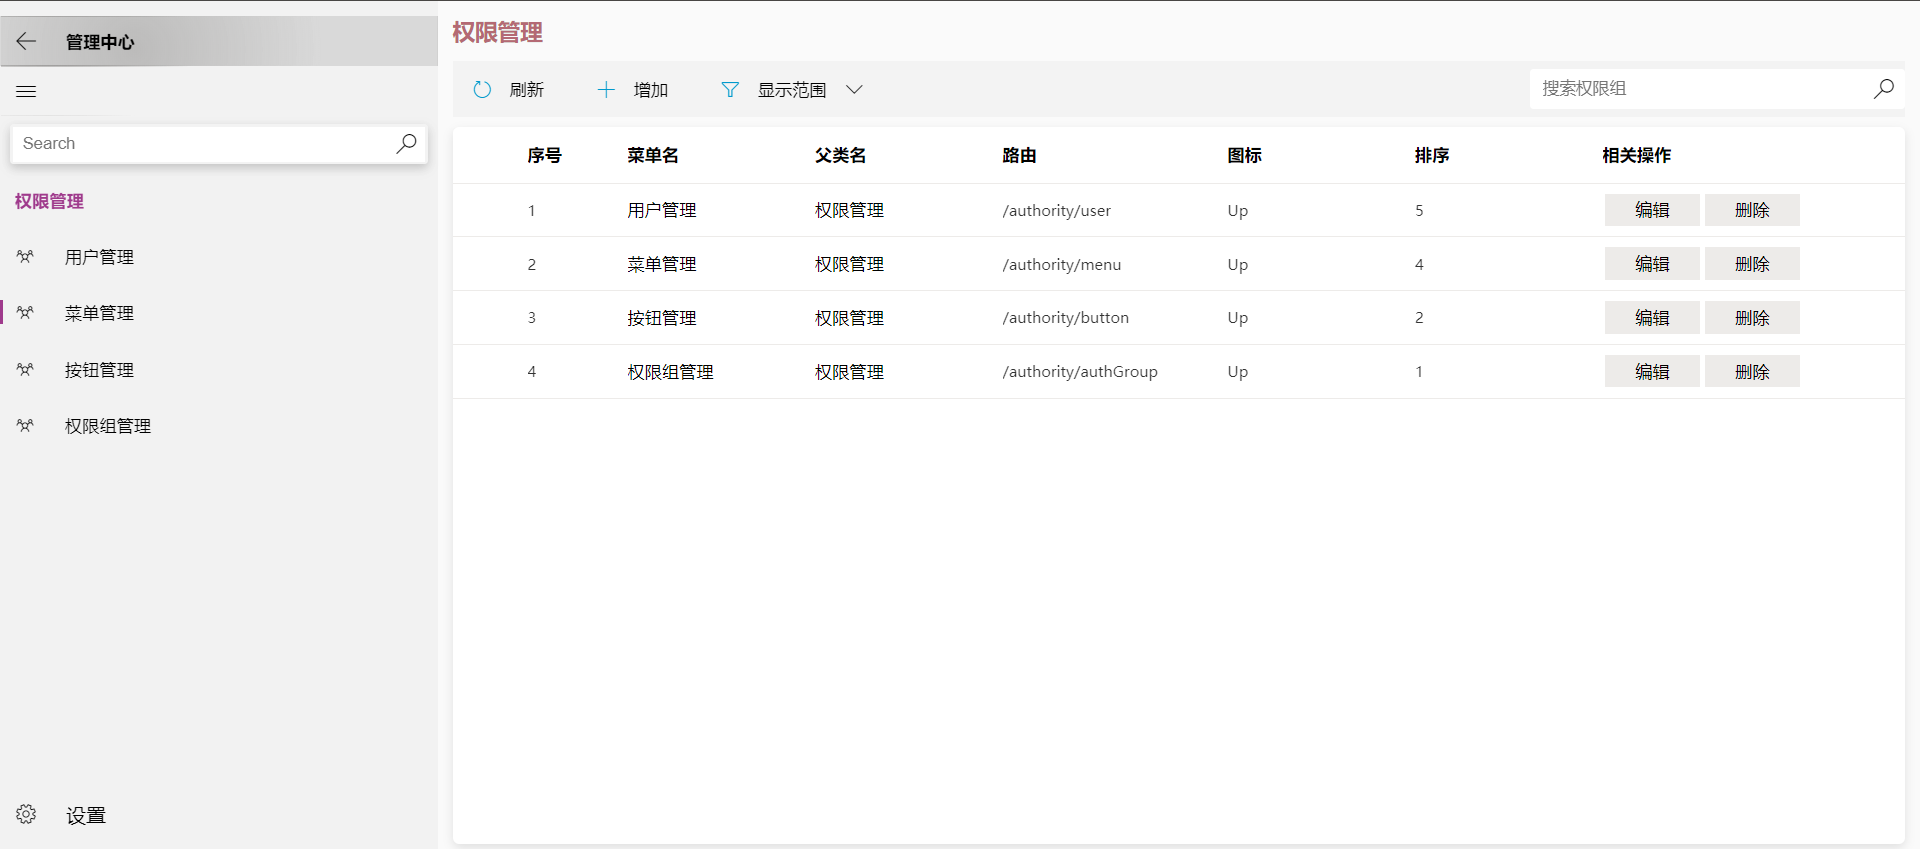 管理中心
Search
权限管理
用户管理
菜单管理
按钮管理
权限组管理
设置
权限管理
刷新 增加 显示范围 搜索权限组
序号 菜单名 父类名 路由 图标 排序 相关操作
1 用户管理 权限管理 /authority/user Up 5 编辑 删除
2 菜单管理 权限管理 /authority/menu Up 4 编辑 删除
3 按钮管理 权限管理 /authority/button Up 2 编辑 删除
4 权限组管理 权限管理 /authority/authGroup Up 1 编辑 删除